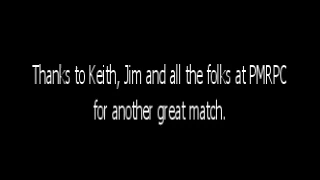 Thanks to Keith, Jim and all the folks at PMRPC
for another great match.